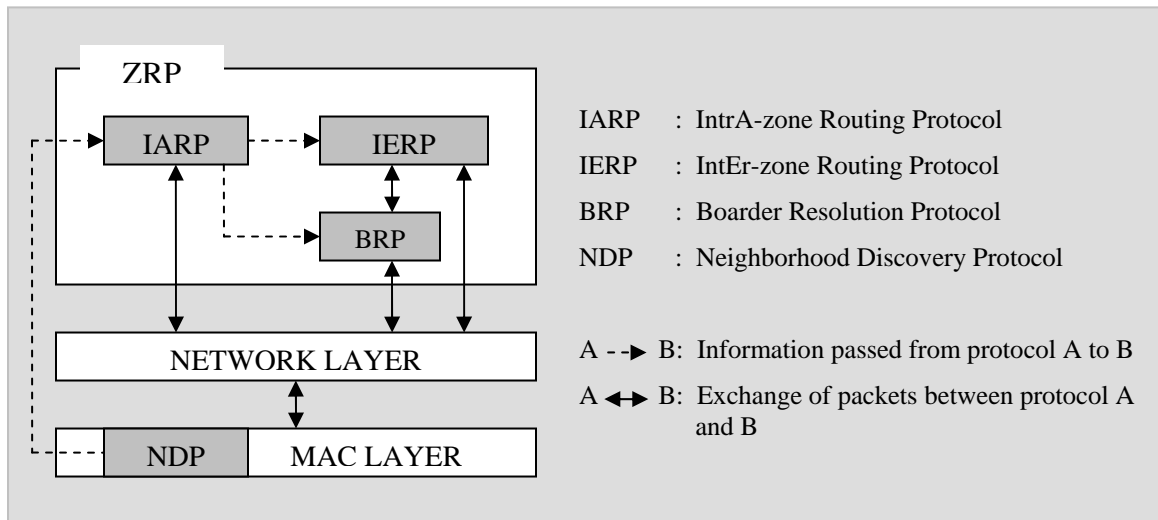 ZRP
IARP
IERP
BRP
NETWORK LAYER
NDP MAC LAYER
IARP : IntrA-zone Routing Protocol
IERP : IntEr-zone Routing Protocol
BRP : Boarder Resolution Protocol
NDP : Neighborhood Discovery Protocol
A B: Information passed from protocol A to B
A B: Exchange of packets between protocol A
and B